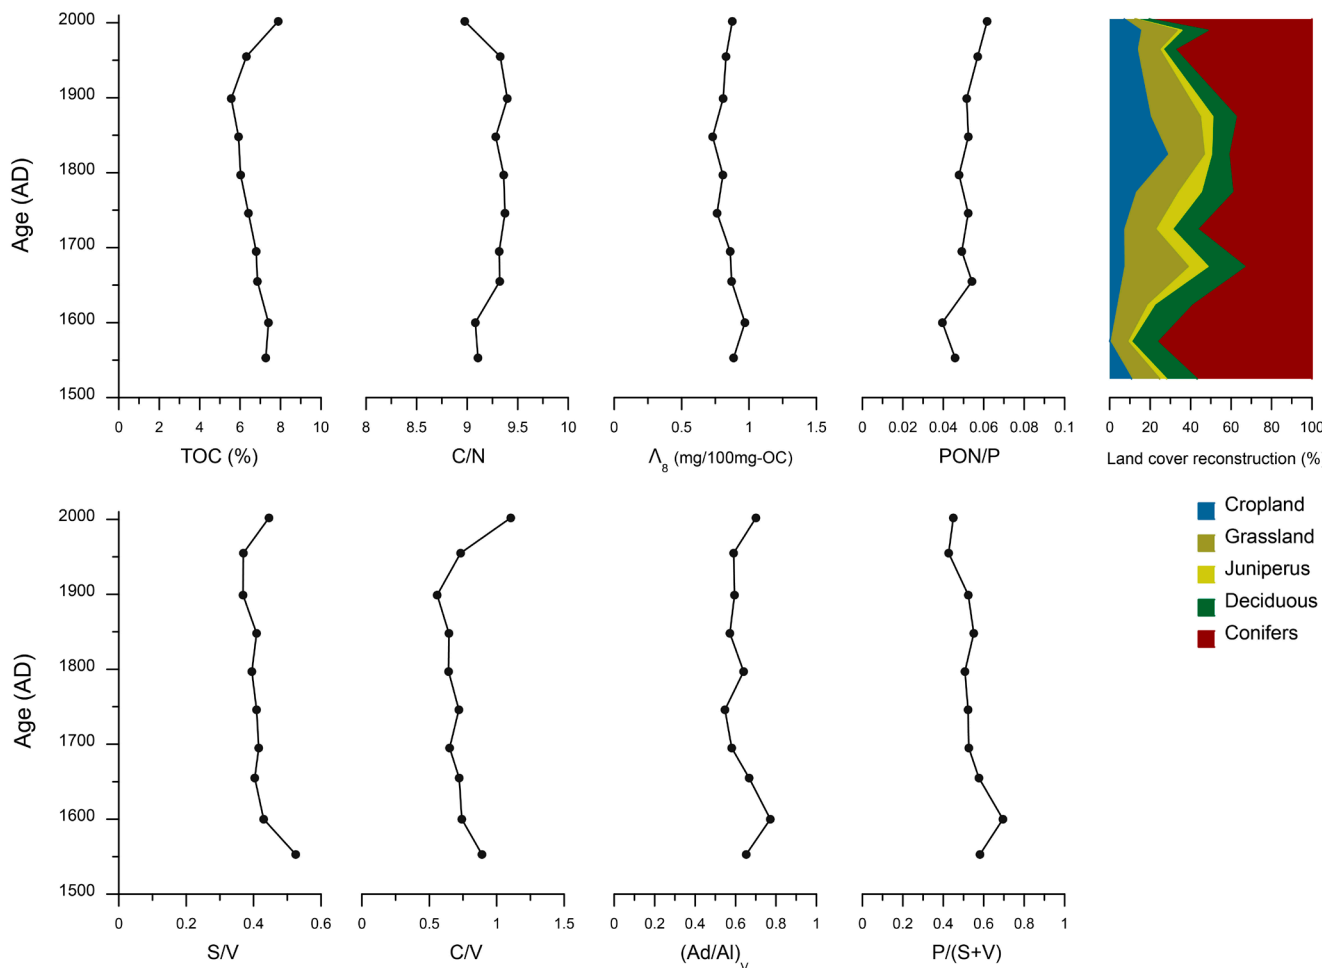 2000
1900
1800
1700
1600
1500
Age (AD)
0 2 4 6 8 10
TOC (%)
8 8.5 9 9.5 10
C/N
0 0.5 1 1.5
Λ8 (mg/100mg-OC)
0 0.02 0.04 0.06 0.08 0.1
PON/P
0 20 40 60 80 100
Land cover reconstruction (%
Cropland
Grassland
Juniperus
Deciduous
Conifers
2000
1900
1800
1700
1600
1500
Age (AD)
0 0.2 0.4 0.6
S/V
0 0.5 1 1.5
C/V
0 0.2 0.4 0.6 0.8 1
(Ad/Al)V
0 0.2 0.4 0.6 0.8 1
P/(S+V)